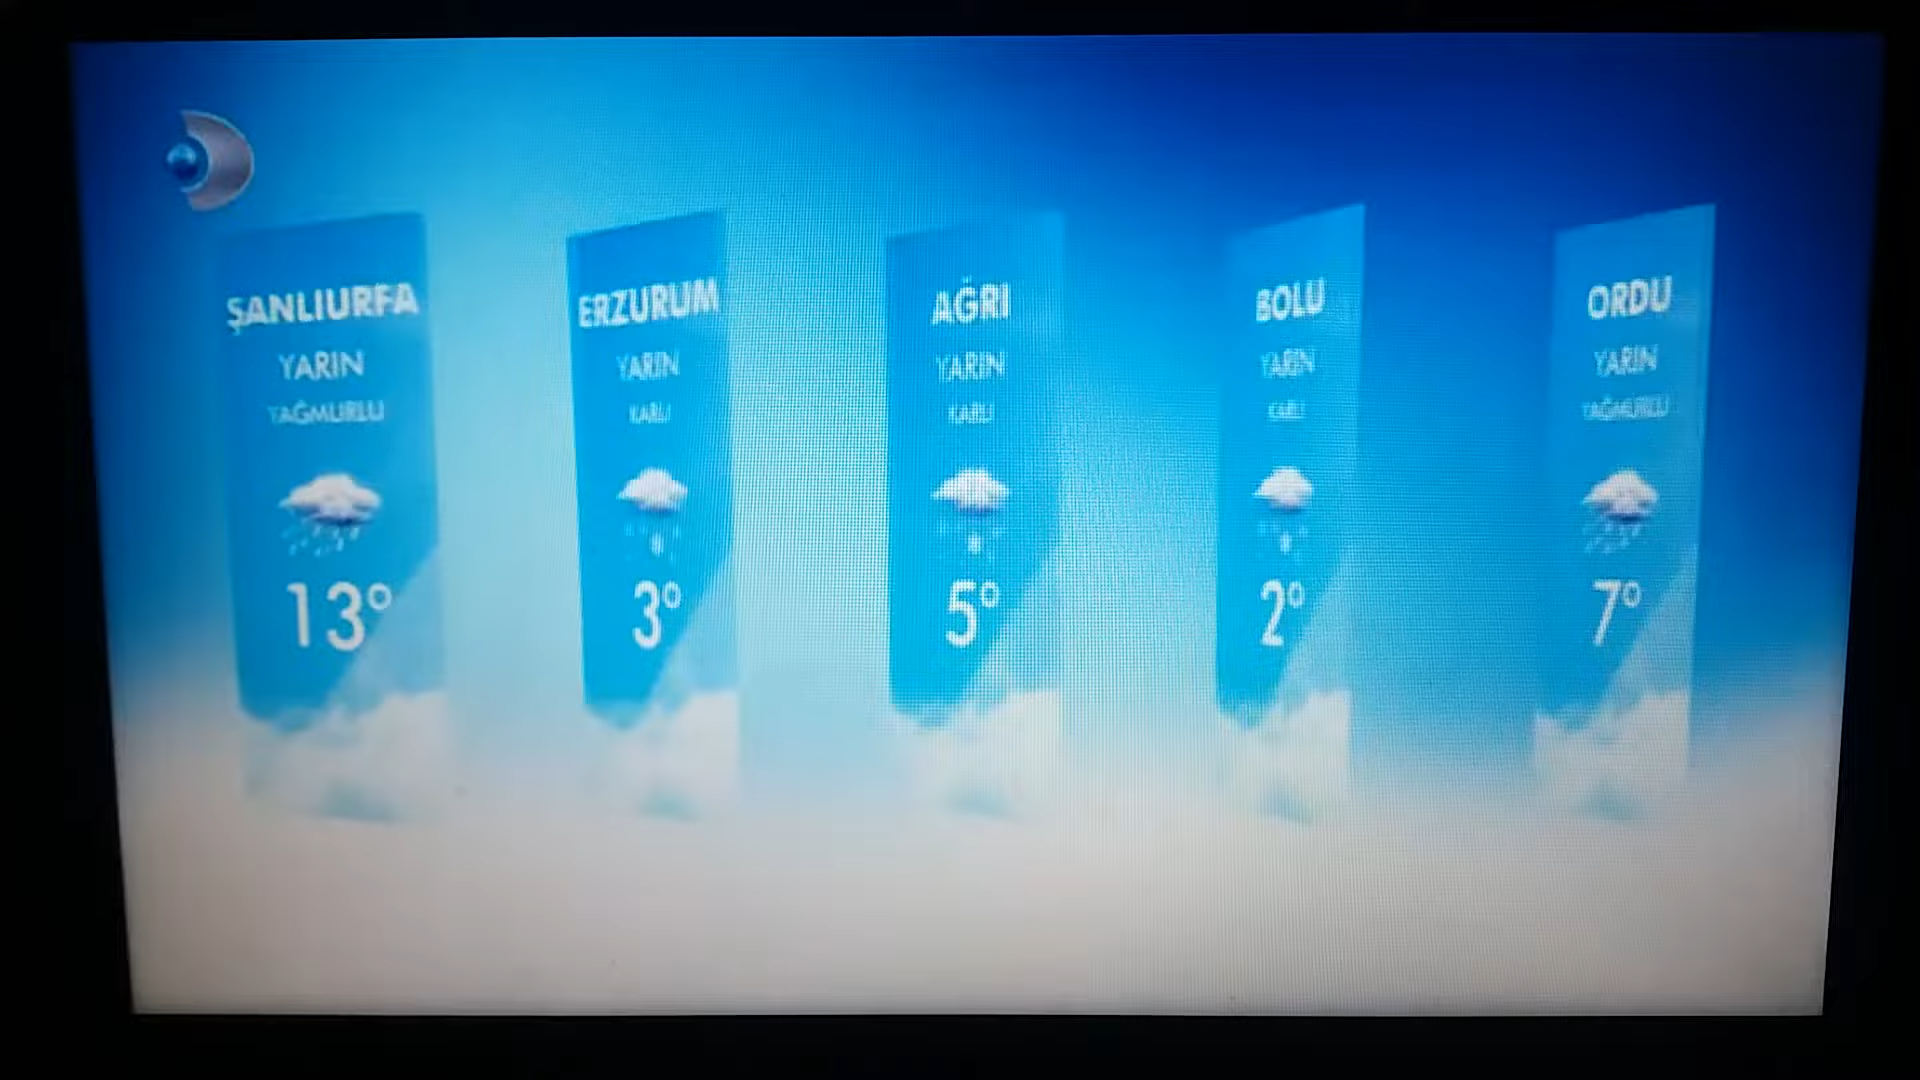 ŞANLIURFA
YARIN
YAĞMURLU
13°
ERZURUM
YARIN
KARLI
3°
AĞRI
YARIN
KARLI
5°
BOLU
YARIN
KARLI
2°
ORDU
YARIN
YAĞMURLU
7°